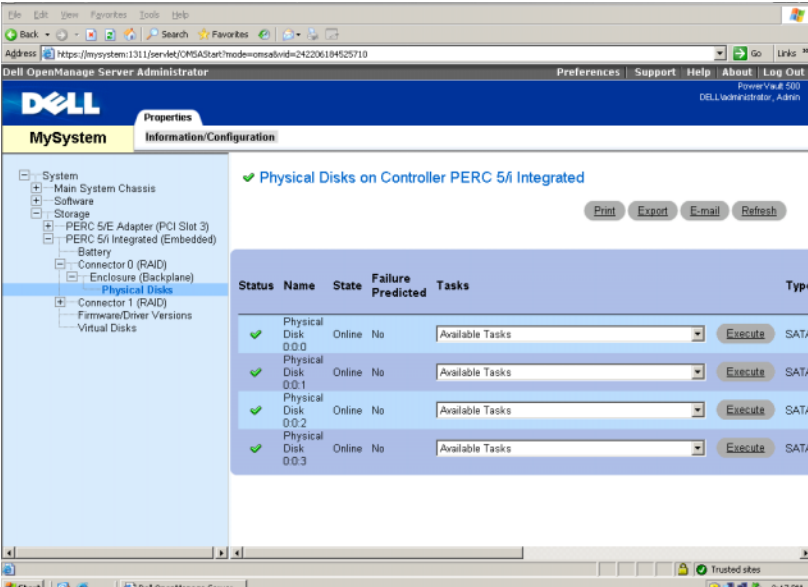 File Edit View Favorites Tools Help
Back Search Favorites
Address https://mysystem:1311/servlet/OMSAStart?mode=omsa&vid=242206184525710 Go Links
Dell OpenManage Server Administrator Preferences Support Help About Log Out
PowerVault 500
DELL\administrator, Admin
DELL
Properties
MySystem Information/Configuration
System
Main System Chassis
Software
Storage
PERC 5/E Adapter (PCI Slot 3)
PERC 5/i Integrated (Embedded)
Battery
Connector 0 (RAID)
Enclosure (Backplane)
Physical Disks
Connector 1 (RAID)
Firmware/Driver Versions
Virtual Disks
Physical Disks on Controller PERC 5/i Integrated
Print Export E-mail Refresh
Status Name State Failure Predicted Tasks Type
Physical Disk 0:0:0 Online No Available Tasks Execute SATA
Physical Disk 0:0:1 Online No Available Tasks Execute SATA
Physical Disk 0:0:2 Online No Available Tasks Execute SATA
Physical Disk 0:0:3 Online No Available Tasks Execute SATA
Trusted sites